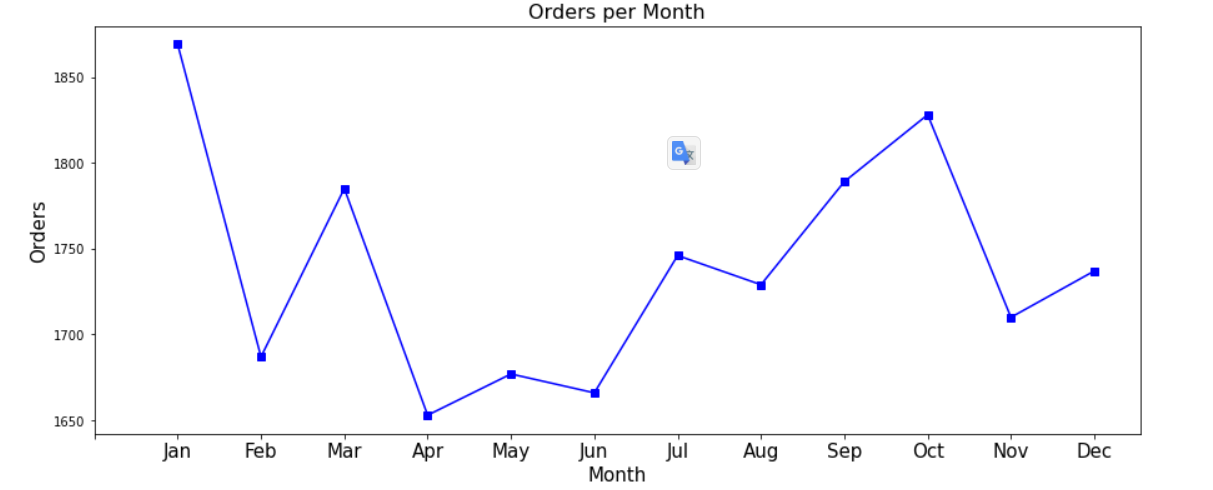 Orders per Month
1850
1800
1750
1700
1650
Orders
G
Jan Feb Mar Apr May Jun Jul Aug Sep Oct Nov Dec
Month